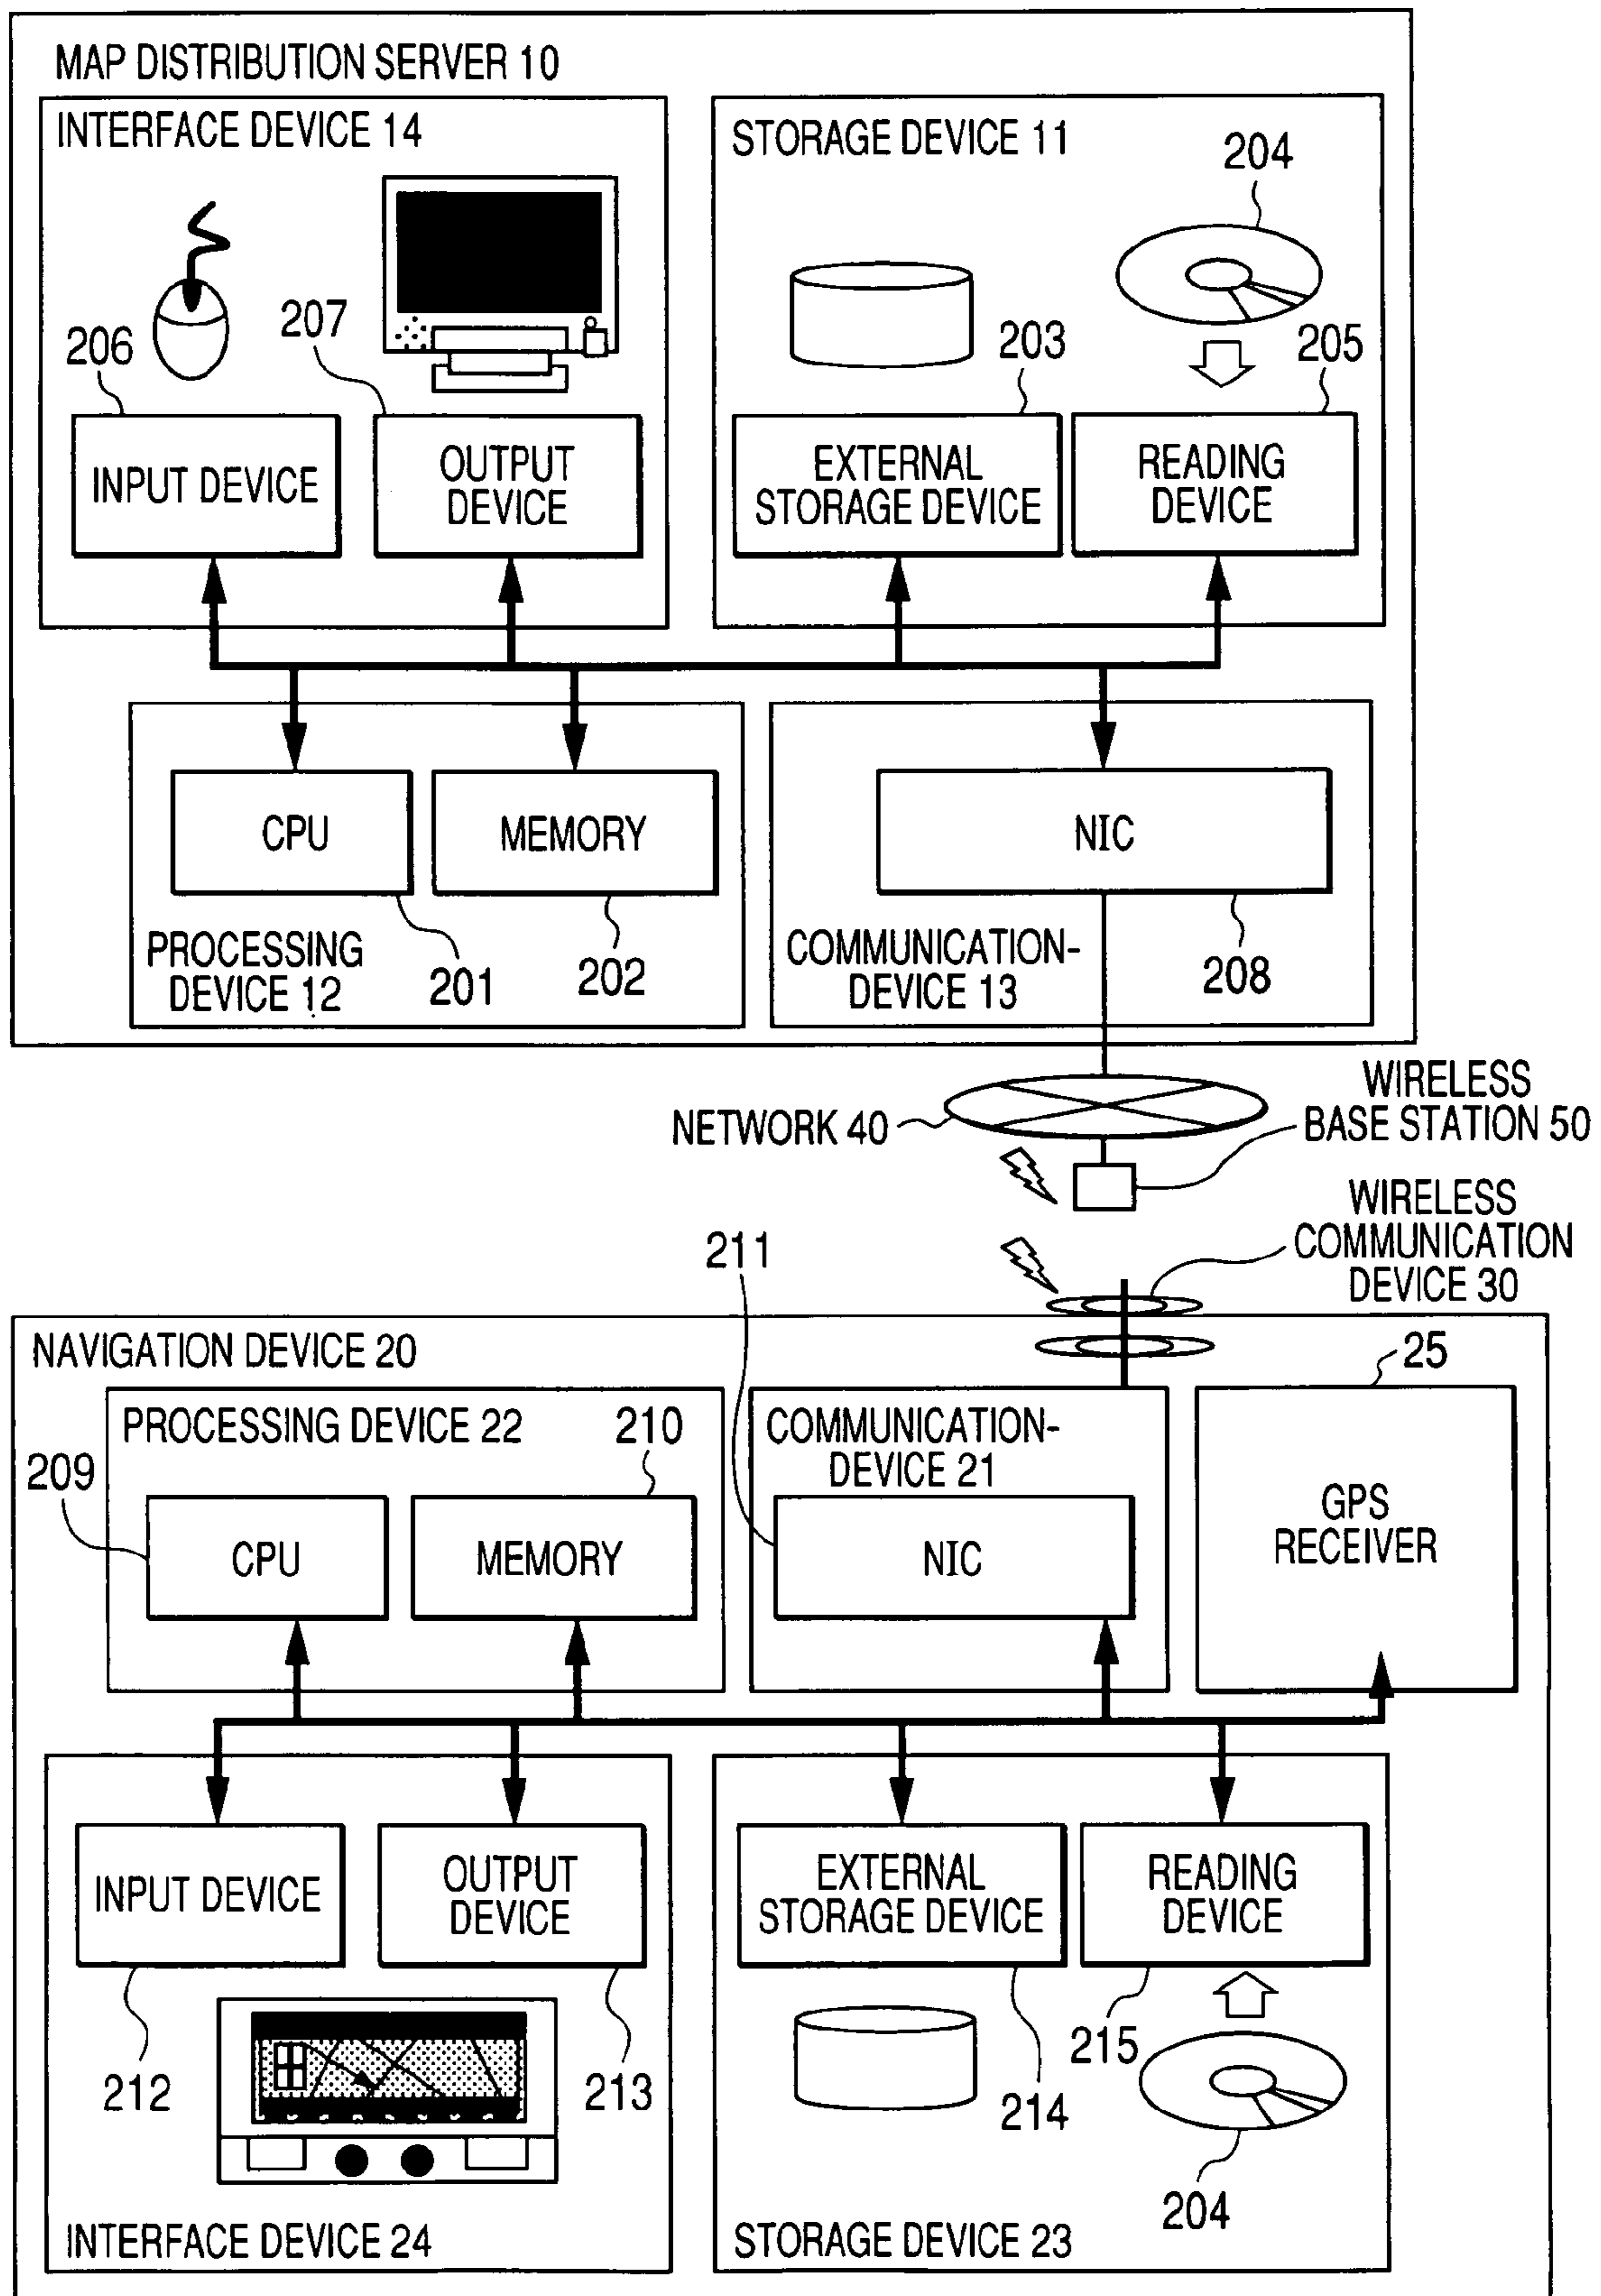 MAP DISTRIBUTION SERVER 10
INTERFACE DEVICE 14
STORAGE DEVICE 11
204
206
207
203
205
INPUT DEVICE
OUTPUT
DEVICE
EXTERNAL
STORAGE DEVICE
READING
DEVICE
CPU
MEMORY
NIC
PROCESSING
DEVICE 12
201
202
COMMUNICATION-
DEVICE 13
208
NETWORK 40
WIRELESS
BASE STATION 50
WIRELESS
COMMUNICATION
DEVICE 30
211
NAVIGATION DEVICE 20
25
PROCESSING DEVICE 22
210
COMMUNICATION-
DEVICE 21
209
CPU
MEMORY
NIC
GPS
RECEIVER
INPUT DEVICE
OUTPUT
DEVICE
EXTERNAL
STORAGE DEVICE
READING
DEVICE
212
213
214
215
204
INTERFACE DEVICE 24
STORAGE DEVICE 23